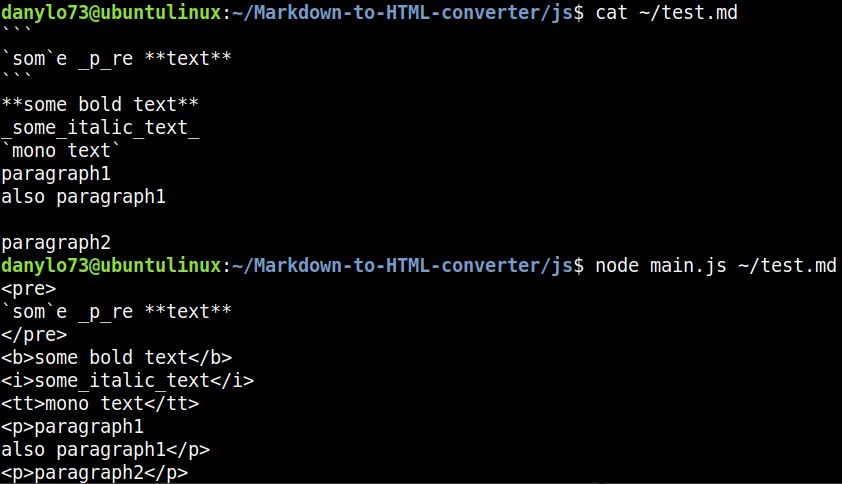 danylo73@ubuntulinux:~/Markdown-to-HTML-converter/js$ cat ~/test.md
```
`som`e _p_re **text**
```
**some bold text**
_some_italic_text_
`mono text`
paragraph1
also paragraph1

paragraph2
danylo73@ubuntulinux:~/Markdown-to-HTML-converter/js$ node main.js ~/test.md
<pre>
`som`e _p_re **text**
</pre>
<b>some bold text</b>
<i>some_italic_text</i>
<tt>mono text</tt>
<p>paragraph1
also paragraph1</p>
<p>paragraph2</p>